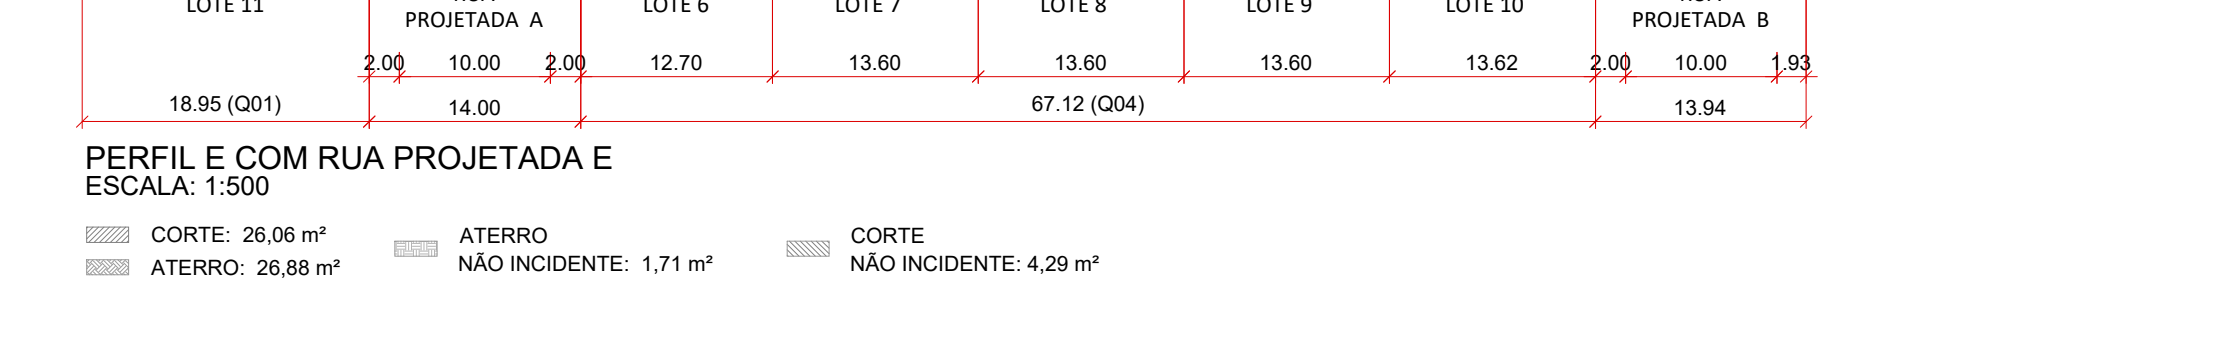 LOTE 11
RUA
PROJETADA A
LOTE 6
LOTE 7
LOTE 8
LOTE 9
LOTE 10
RUA
PROJETADA B
2.00 10.00 2.00 12.70 13.60 13.60 13.60 13.62 2.00 10.00 1.93
18.95 (Q01) 14.00 67.12 (Q04) 13.94
PERFIL E COM RUA PROJETADA E
ESCALA: 1:500
CORTE: 26,06 m²
ATERRO: 26,88 m²
ATERRO
NÃO INCIDENTE: 1,71 m²
CORTE
NÃO INCIDENTE: 4,29 m²